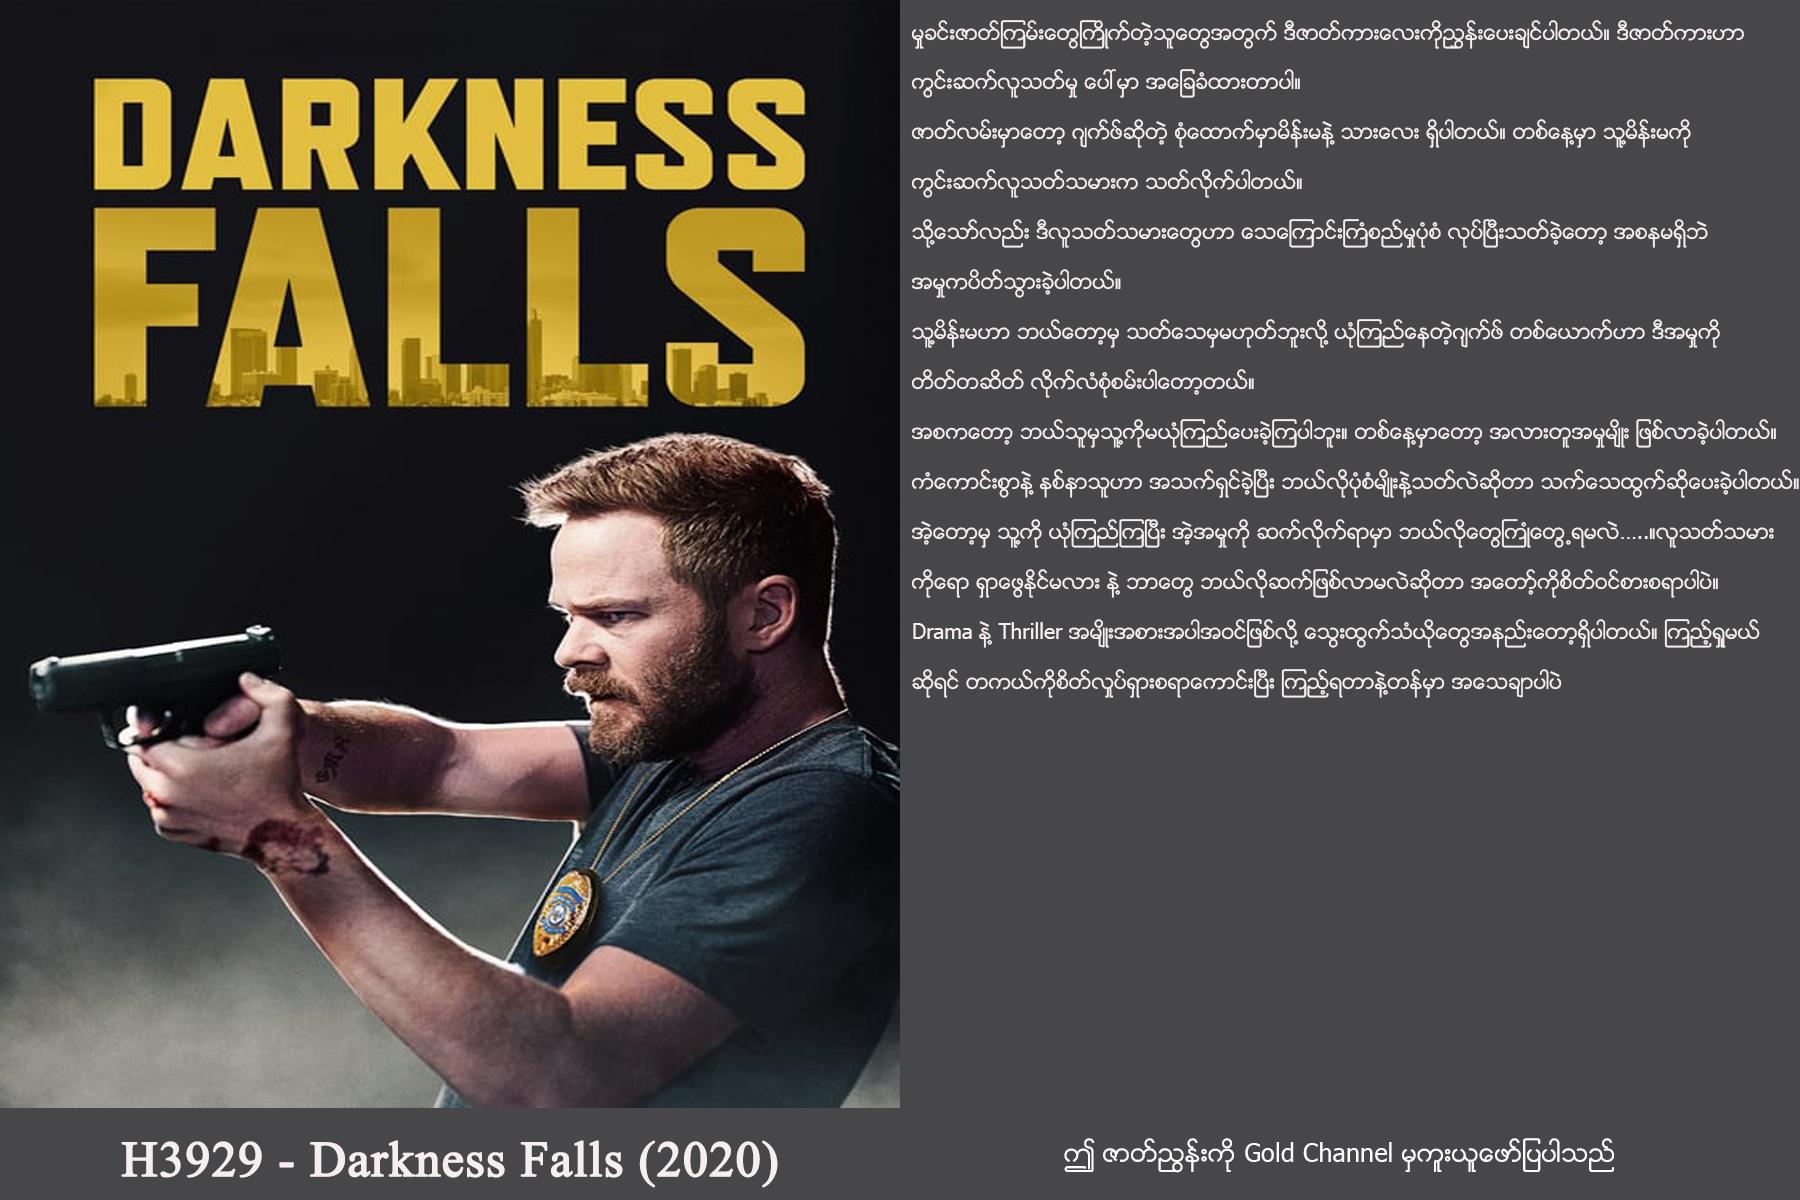 DARKNESS
FALLS
မှုခင်းဇာတ်ကြမ်းတွေကြိုက်တဲ့သူတွေအတွက် ဒီဇာတ်ကားလေးကိုညွှန်းပေးချင်ပါတယ်။ ဒီဇာတ်ကားဟာ
ကွင်းဆက်လူသတ်မှု ပေါ်မှာ အခြေခံထားတာပါ။
ဇာတ်လမ်းမှာတော့ ဂျက်ဖ်ဆိုတဲ့ စုံထောက်မှာမိန်းမနဲ့ သားလေး ရှိပါတယ်။ တစ်နေ့မှာ သူ့မိန်းမကို
ကွင်းဆက်လူသတ်သမားက သတ်လိုက်ပါတယ်။
သို့သော်လည်း ဒီလူသတ်သမားတွေဟာ သေကြောင်းကြံစည်မှုပုံစံ လုပ်ပြီးသတ်ခဲ့တော့ အစနမရှိဘဲ
အမှုကပိတ်သွားခဲ့ပါတယ်။
သူ့မိန်းမဟာ ဘယ်တော့မှ သတ်သေမှမဟုတ်ဘူးလို့ ယုံကြည်နေတဲ့ဂျက်ဖ် တစ်ယောက်ဟာ ဒီအမှုကို
တိတ်တဆိတ် လိုက်လံစုံစမ်းပါတော့တယ်။
အစကတော့ ဘယ်သူမှသူ့ကိုမယုံကြည်ပေးခဲ့ကြပါဘူး။ တစ်နေ့မှာတော့ အလားတူအမှုမျိုး ဖြစ်လာခဲ့ပါတယ်။
ကံကောင်းစွာနဲ့ နစ်နာသူဟာ အသက်ရှင်ခဲ့ပြီး ဘယ်လိုပုံစံမျိုးနဲ့သတ်လဲဆိုတာ သက်သေထွက်ဆိုပေးခဲ့ပါတယ်။
အဲ့တော့မှ သူ့ကို ယုံကြည်ကြပြီး အဲ့အမှုကို ဆက်လိုက်ရာမှာ ဘယ်လိုတွေကြုံတွေ့ရမလဲ.....။လူသတ်သမား
ကိုရော ရှာဖွေနိုင်မလား နဲ့ ဘာတွေ ဘယ်လိုဆက်ဖြစ်လာမလဲဆိုတာ အတော့်ကိုစိတ်ဝင်စားစရာပါပဲ။
Drama နဲ့ Thriller အမျိုးအစားအပါအဝင်ဖြစ်လို့ သွေးထွက်သံယိုတွေအနည်းတော့ရှိပါတယ်။ ကြည့်ရှုမယ်
ဆိုရင် တကယ်ကိုစိတ်လှုပ်ရှားစရာကောင်းပြီး ကြည့်ရတာနဲ့တန်မှာ အသေချာပါပဲ
H3929 - Darkness Falls (2020)
ဤ ဇာတ်ညွှန်းကို Gold Channel မှကူးယူဖော်ပြပါသည်